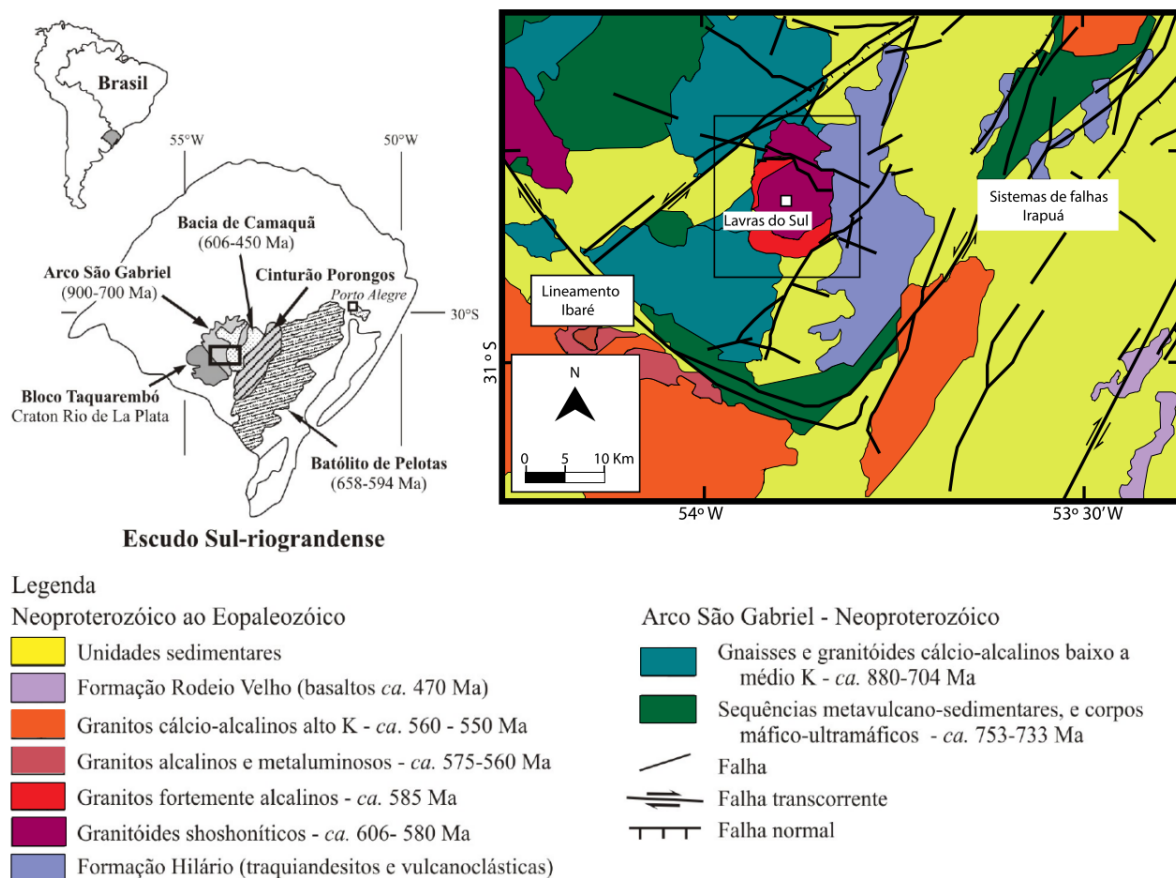 Brasil
55°W
50°W
Bacia de Camaquã
(606-450 Ma)
Arco São Gabriel
(900-700 Ma)
Cinturão Porongos
Porto Alegre
30°S
Bloco Taquarembó
Craton Rio de La Plata
Batólito de Pelotas
(658-594 Ma)
Escudo Sul-riograndense
Lavras do Sul
Sistemas de falhas
Irapuá
Lineamento
Ibaré
31°S
N
0 5 10 Km
54° W
53° 30' W
Legenda
Neoproterozóico ao Eopaleozóico
Unidades sedimentares
Formação Rodeio Velho (basaltos ca. 470 Ma)
Granitos cálcio-alcalinos alto K - ca. 560 - 550 Ma
Granitos alcalinos e metaluminosos - ca. 575-560 Ma
Granitos fortemente alcalinos - ca. 585 Ma
Granitóides shoshoníticos - ca. 606- 580 Ma
Formação Hilário (traquiandesitos e vulcanoclásticas)
Arco São Gabriel - Neoproterozóico
Gnaisses e granitóides cálcio-alcalinos baixo a
médio K - ca. 880-704 Ma
Sequências metavulcano-sedimentares, e corpos
máfico-ultramáficos - ca. 753-733 Ma
Falha
Falha transcorrente
Falha normal